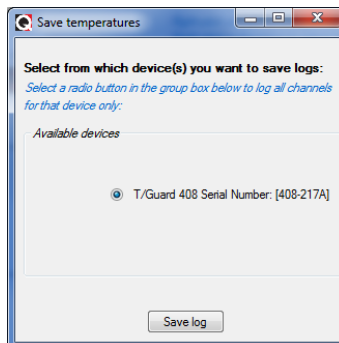 Save temperatures
Select from which device(s) you want to save logs:
Select a radio button in the group box below to log all channels
for that device only:
Available devices
T/Guard 408 Serial Number: [408-217A]
Save log